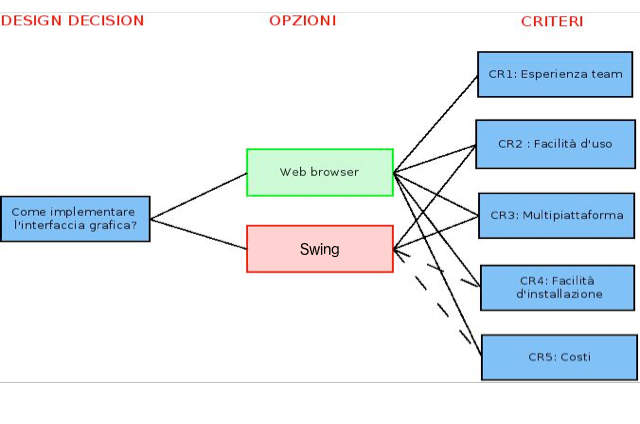 DESIGN DECISION
OPZIONI
CRITERI
Come implementare
l'interfaccia grafica?
Web browser
Swing
CR1: Esperienza team
CR2 : Facilità d'uso
CR3: Multipiattaforma
CR4: Facilità
d'installazione
CR5: Costi